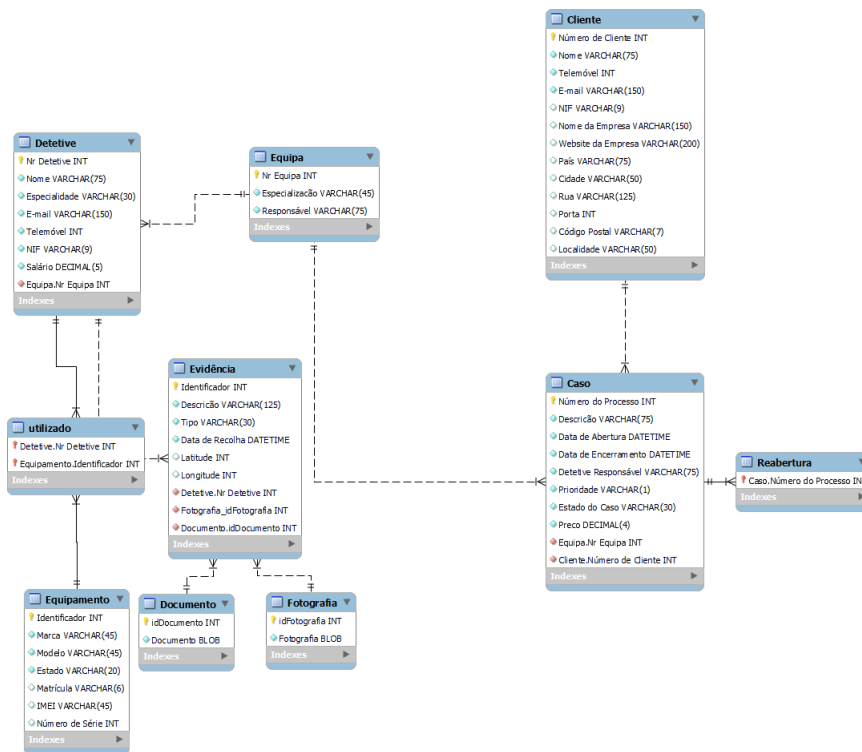 Cliente
Número de Cliente INT
Nome VARCHAR(75)
Telemóvel INT
E-mail VARCHAR(150)
NIF VARCHAR(9)
Nome da Empresa VARCHAR(150)
Website da Empresa VARCHAR(200)
País VARCHAR(75)
Cidade VARCHAR(50)
Rua VARCHAR(125)
Porta INT
Código Postal VARCHAR(7)
Localidade VARCHAR(50)
Indexes
Detetive
Nr Detetive INT
Nome VARCHAR(75)
Especialidade VARCHAR(30)
E-mail VARCHAR(150)
Telemóvel INT
NIF VARCHAR(9)
Salário DECIMAL(5)
Equipa.Nr Equipa INT
Indexes
Equipa
Nr Equipa INT
Especialização VARCHAR(45)
Responsável VARCHAR(75)
Indexes
Evidência
Identificador INT
Descrição VARCHAR(125)
Tipo VARCHAR(30)
Data de Recolha DATETIME
Latitude INT
Longitude INT
Detetive.Nr Detetive INT
Fotografia_idFotografia INT
Documento.idDocumento INT
Indexes
Caso
Número do Processo INT
Descrição VARCHAR(75)
Data de Abertura DATETIME
Data de Encerramento DATETIME
Detetive Responsável VARCHAR(75)
Prioridade VARCHAR(1)
Estado do Caso VARCHAR(30)
Preco DECIMAL(4)
Equipa.Nr Equipa INT
Cliente.Número de Cliente INT
Indexes
utilizado
Detetive.Nr Detetive INT
Equipamento.Identificador INT
Indexes
Reabertura
Caso.Número do Processo IN
Indexes
Equipamento
Identificador INT
Marca VARCHAR(45)
Modelo VARCHAR(45)
Estado VARCHAR(20)
Matrícula VARCHAR(6)
IMEI VARCHAR(45)
Número de Série INT
Indexes
Documento
idDocumento INT
Documento BLOB
Indexes
Fotografia
idFotografia INT
Fotografia BLOB
Indexes